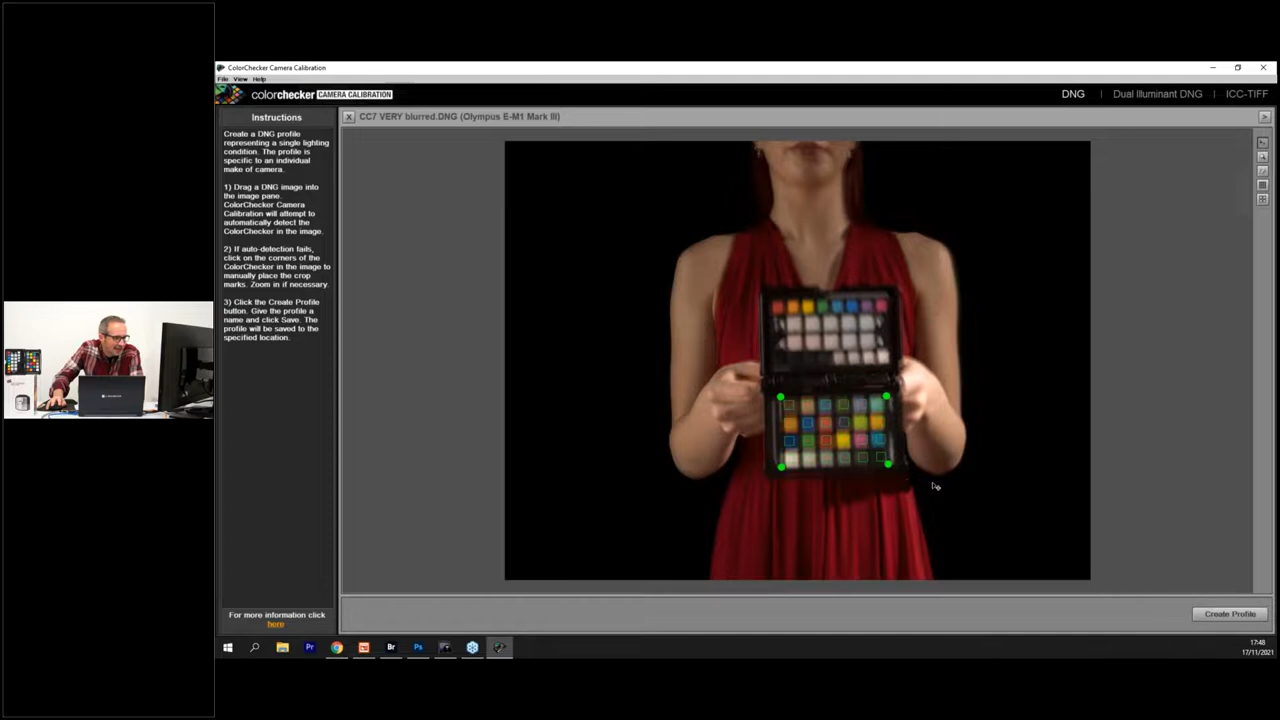 ColorChecker Camera Calibration
File View Help
colorchecker CAMERA CALIBRATION
DNG | Dual Illuminant DNG | ICC-TIFF
Instructions
X CC7 VERY blurred.DNG (Olympus E-M1 Mark III) >
Create a DNG profile
representing a single lighting
condition. The profile is
specific to an individual
make of camera.
1) Drag a DNG image into
the image pane.
ColorChecker Camera
Calibration will attempt to
automatically detect the
ColorChecker in the image.
2) If auto-detection fails,
click on the corners of the
ColorChecker in the image to
manually place the crop
marks. Zoom in if necessary.
3) Click the Create Profile
button. Give the profile a
name and click Save. The
profile will be saved to the
specified location.
For more information click
here
Create Profile
Pr
Br
Ps
17:48
17/11/2021